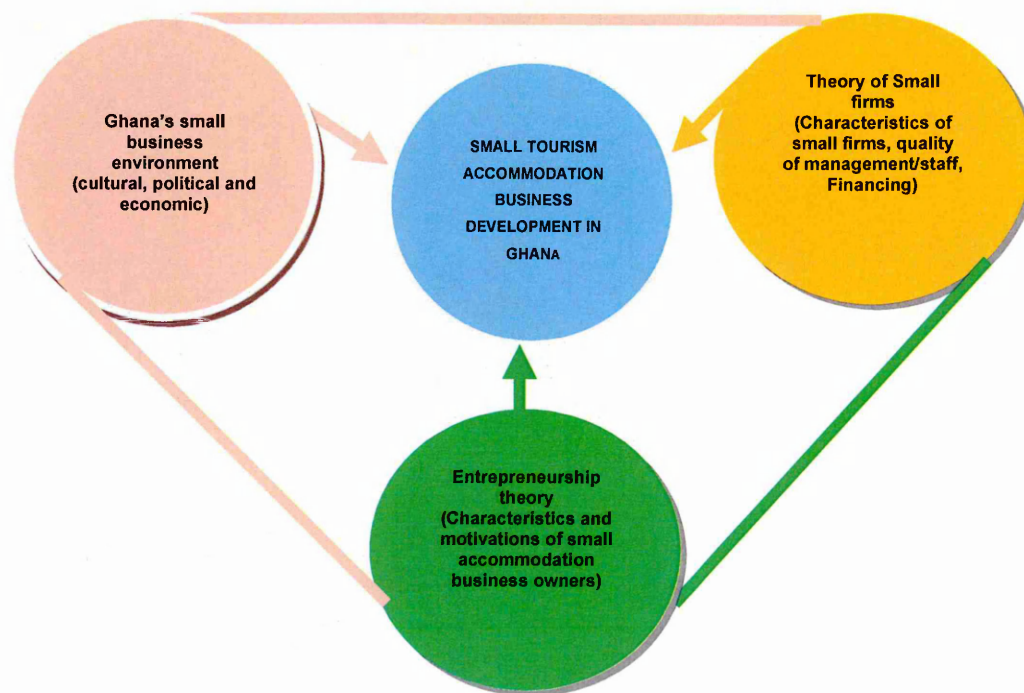 Ghana's small
business
environment
(cultural, political and
economic)
SMALL TOURISM
ACCOMMODATION
BUSINESS
DEVELOPMENT IN
GHANA
Theory of Small
firms
(Characteristics of
small firms, quality
of management/staff,
Financing)
Entrepreneurship
theory
(Characteristics and
motivations of small
accommodation
business owners)